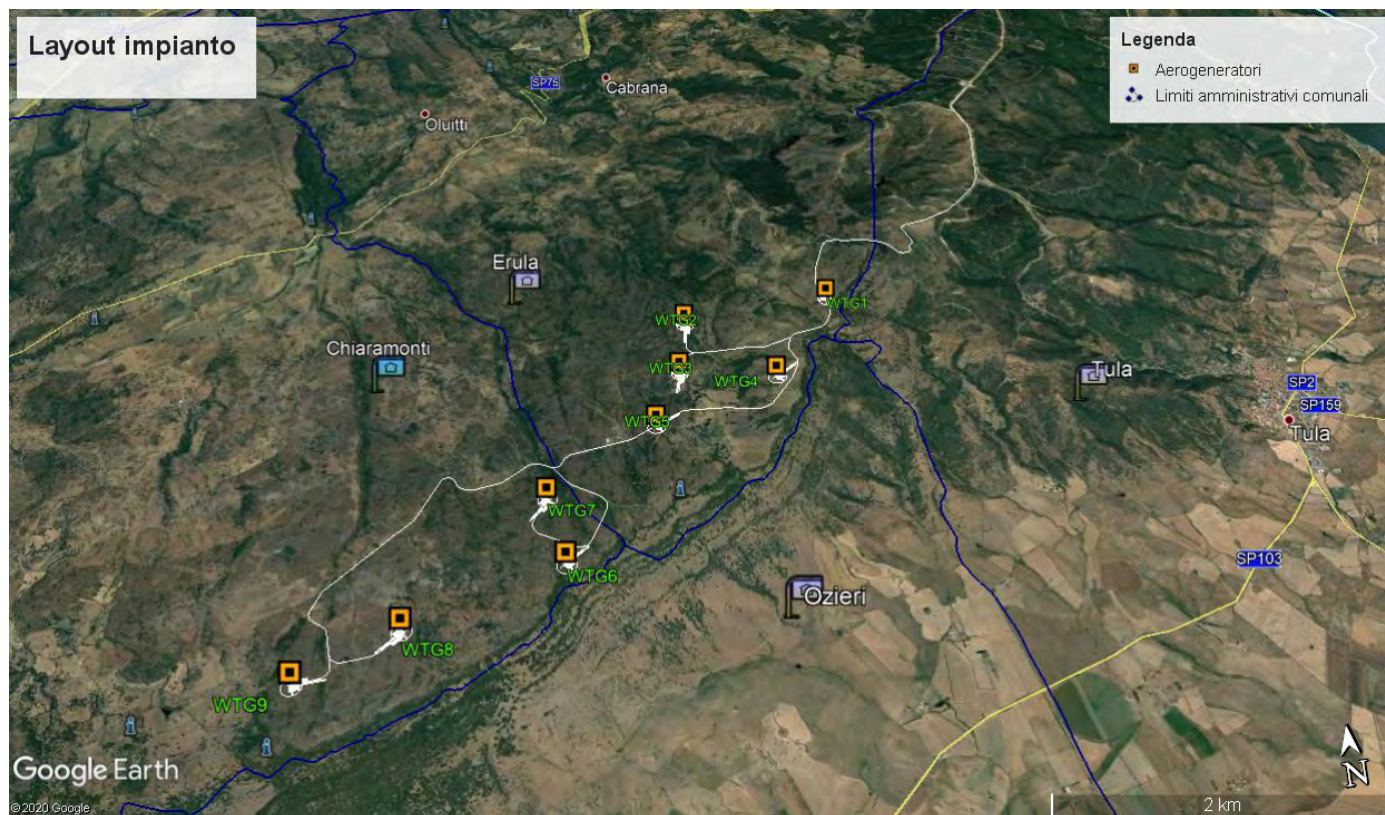 Layout impianto
Legenda
Aerogeneratori
Limiti amministrativi comunali
SP75
Cabrana
Oluitti
Erula
WTG1
WTG2
Chiaramonti
WTG3
WTG4
Tula
SP2
SP159
WTG5
Tula
WTG7
SP103
WTG6
Ozieri
WTG8
WTG9
Google Earth
N
© 2020 Google
2 km